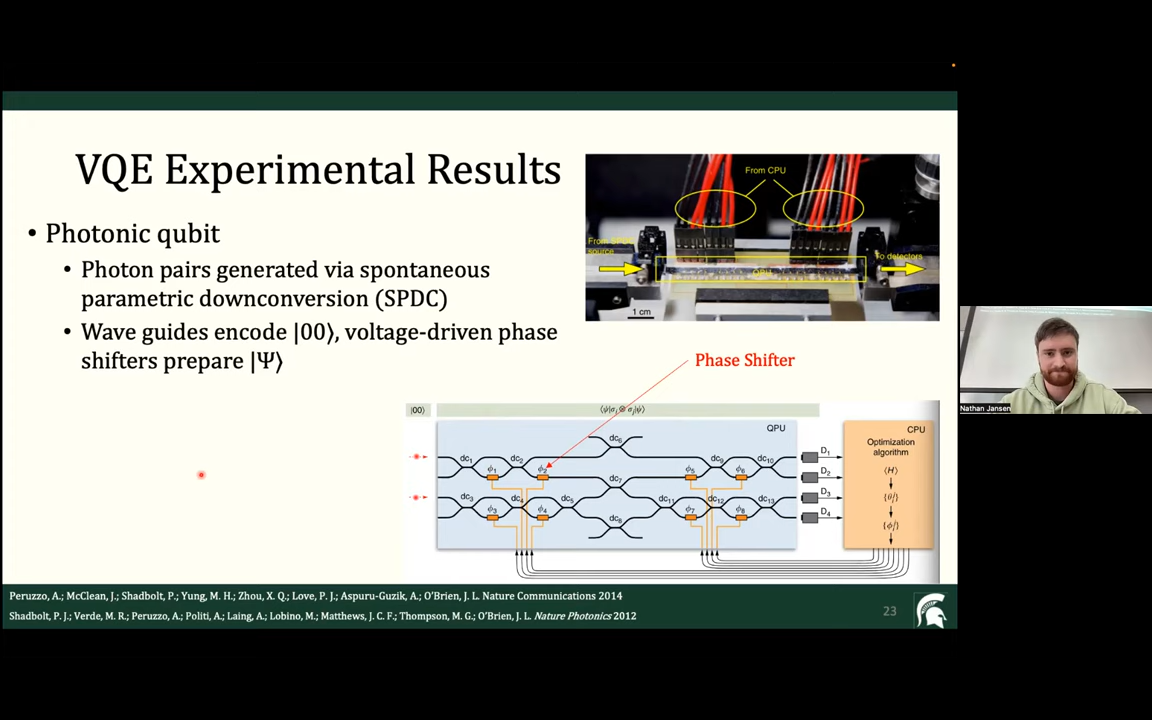 VQE Experimental Results
• Photonic qubit
• Photon pairs generated via spontaneous
parametric downconversion (SPDC)
• Wave guides encode |00⟩, voltage-driven phase
shifters prepare |Ψ⟩
From CPU
From SPDC
source
QPU
To detectors
1 cm
Phase Shifter
|00⟩
⟨ψ|σᵢ ⊗ σⱼ|ψ⟩
QPU
CPU
dc₁ dc₂ dc₆ dc₉ dc₁₀
ϕ₁ ϕ₂ ϕ₅ ϕ₆
dc₃ dc₄ dc₅ dc₇ dc₁₁ dc₁₂ dc₁₃
ϕ₃ ϕ₄ dc₈ ϕ₇ ϕ₈
D₁
D₂
D₃
D₄
Optimization
algorithm
⟨H⟩
Peruzzo, A.; McClean, J.; Shadbolt, P.; Yung, M. H.; Zhou, X. Q.; Love, P. J.; Aspuru-Guzik, A.; O'Brien, J. L. Nature Communications 2014
Shadbolt, P. J.; Verde, M. R.; Peruzzo, A.; Politi, A.; Laing, A.; Lobino, M.; Matthews, J. C. F.; Thompson, M. G.; O'Brien, J. L. Nature Photonics 2012
23
Nathan Jansen